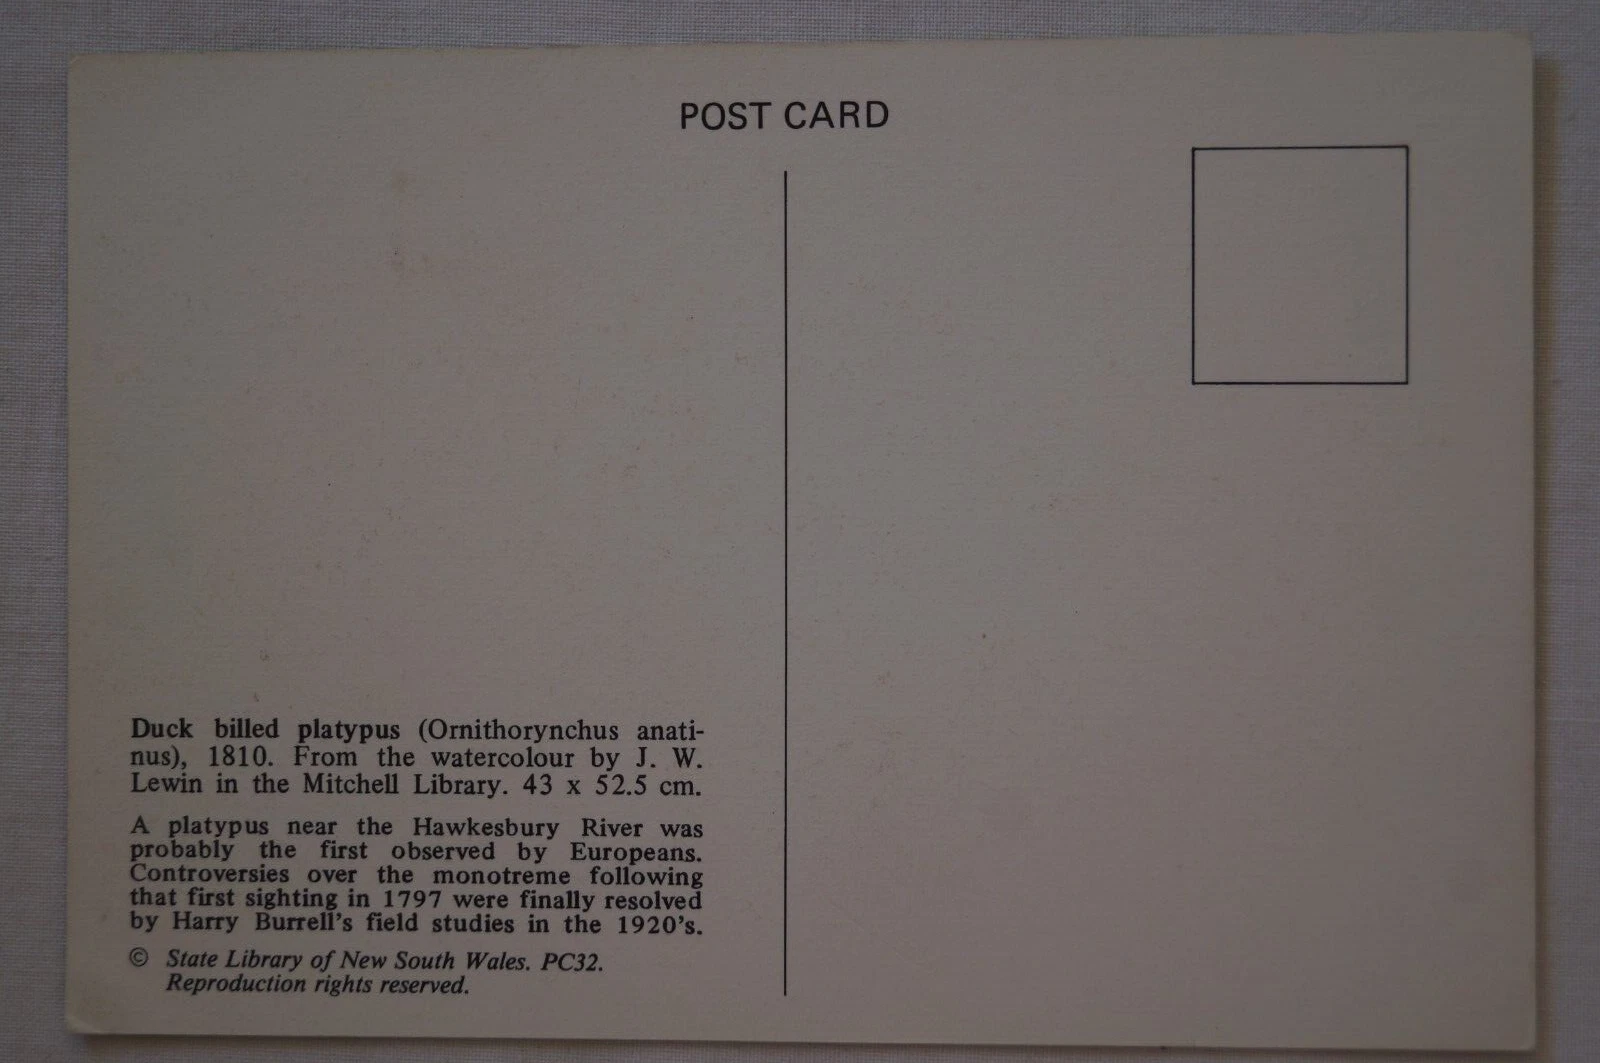 POST CARD
Duck billed platypus (Ornithorynchus anati-
nus), 1810. From the watercolour by J. W.
Lewin in the Mitchell Library. 43 x 52.5 cm.
A platypus near the Hawkesbury River was
probably the first observed by Europeans.
Controversies over the monotreme following
that first sighting in 1797 were finally resolved
by Harry Burrell's field studies in the 1920's.
© State Library of New South Wales. PC32.
Reproduction rights reserved.